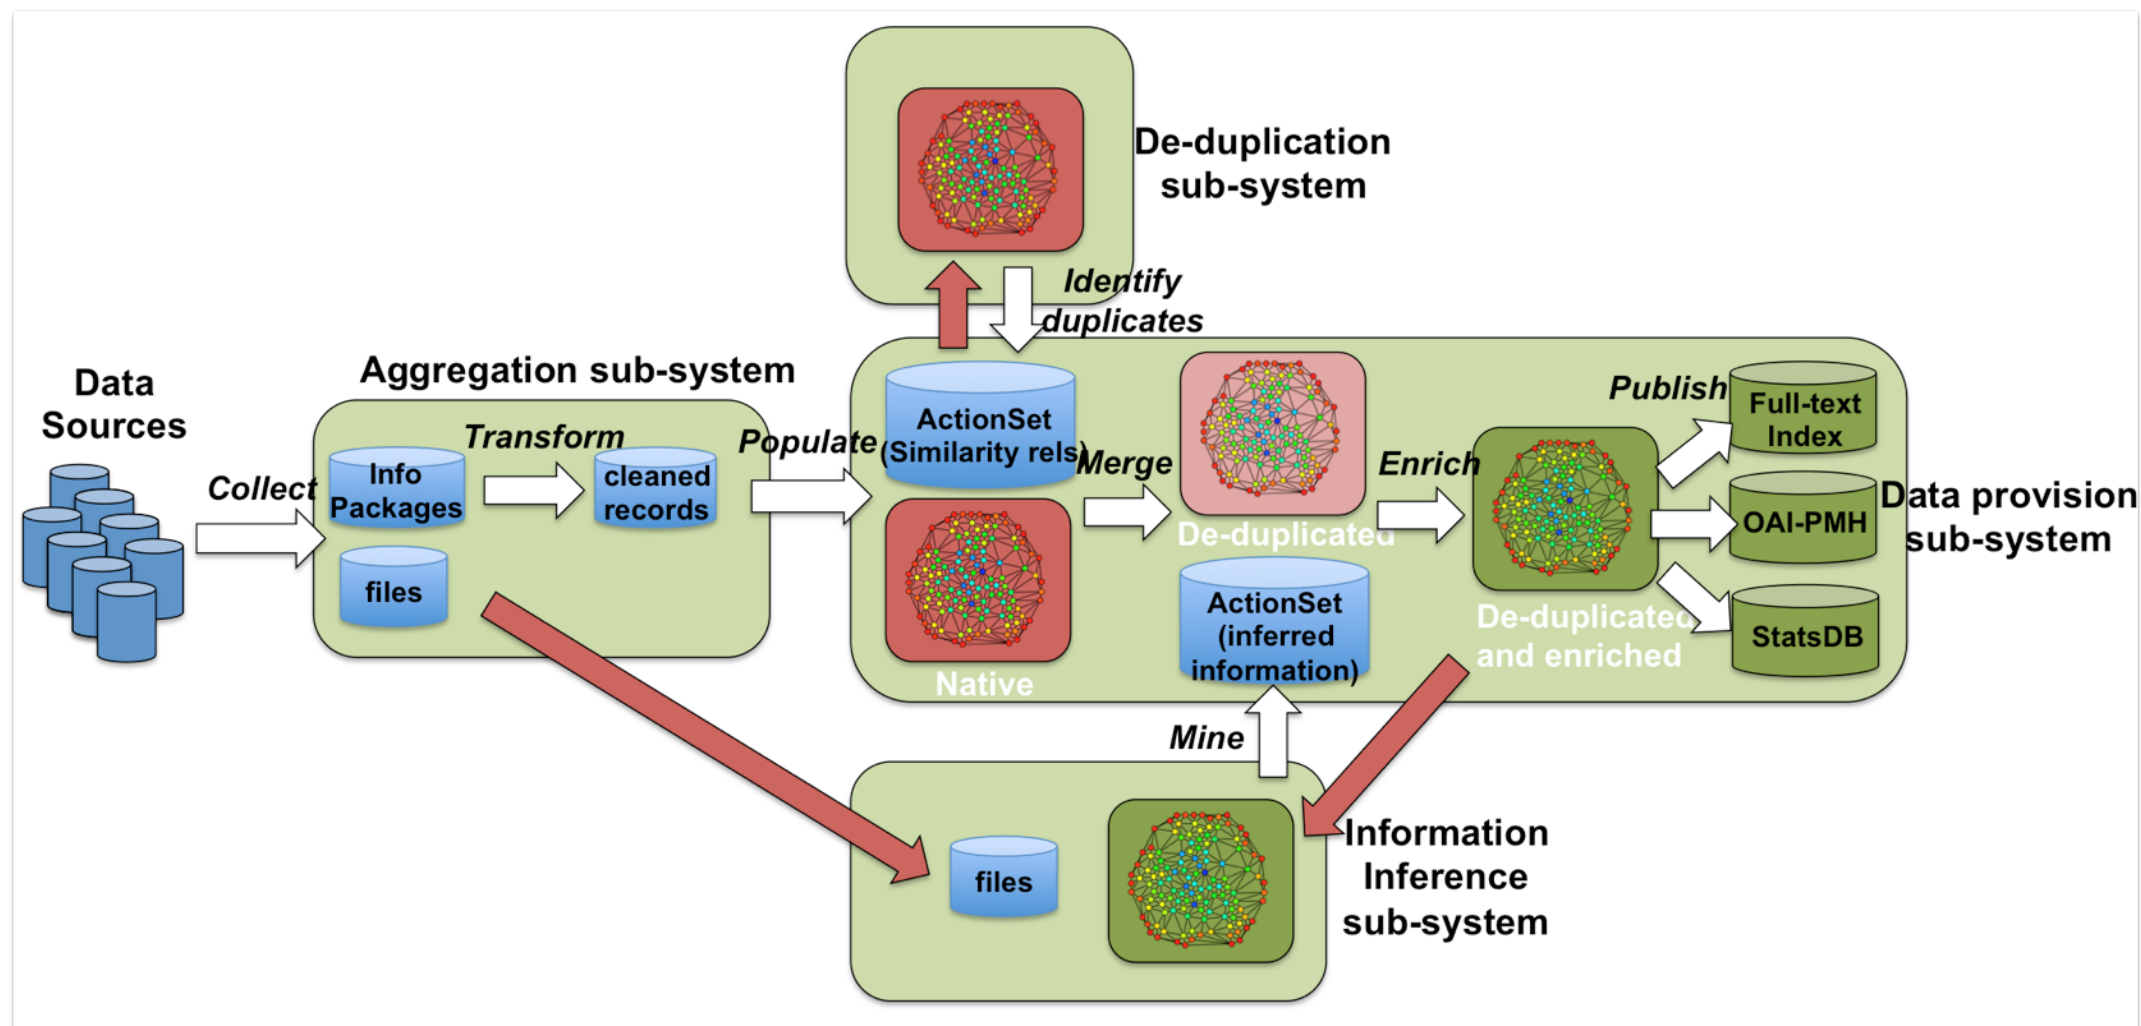 De-duplication
sub-system
Identify
duplicates
Data
Sources
Collect
Aggregation sub-system
Info
Packages
Transform
cleaned
records
files
Populate
ActionSet
(Similarity rels)
Native
Merge
De-duplicated
ActionSet
(inferred
information)
Enrich
De-duplicated
and enriched
Publish
Full-text
Index
OAI-PMH
StatsDB
Data provision
sub-system
Mine
files
Information
Inference
sub-system